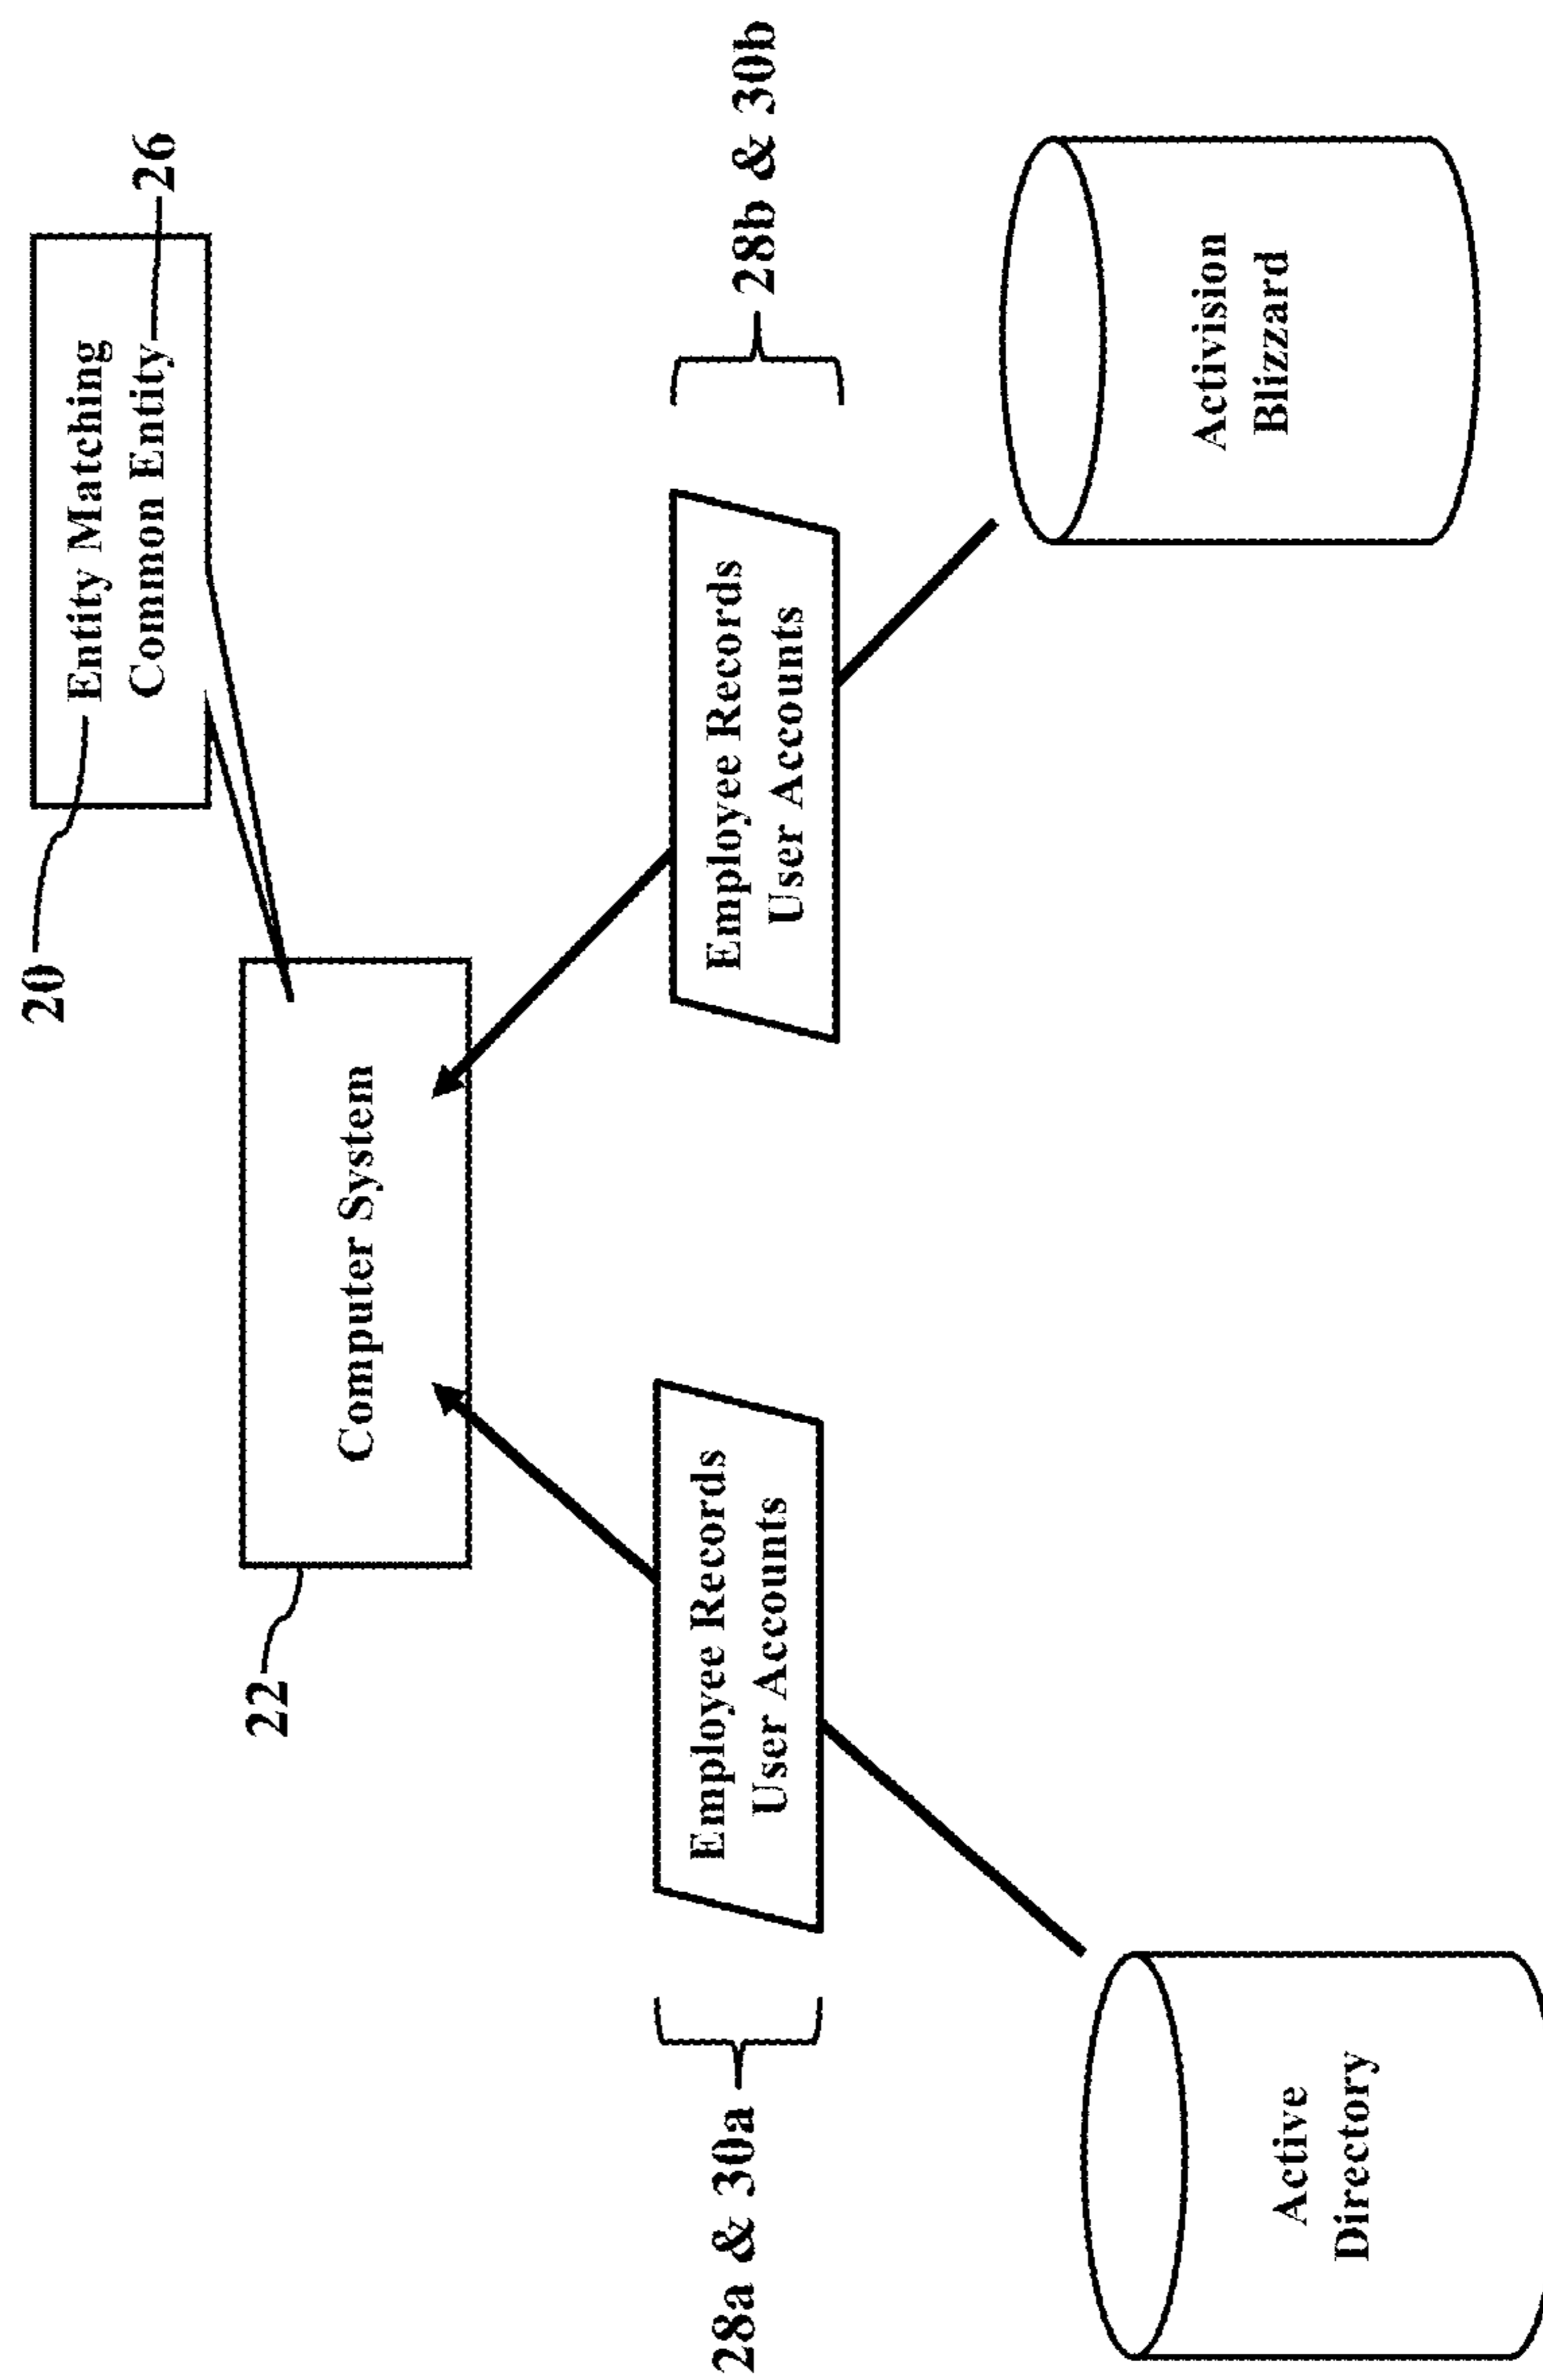 20
Entity Matching
Common Entity
26
22
Computer System
28a & 30a
Employee Records
User Accounts
Employee Records
User Accounts
28b & 30b
Active
Directory
Activision
Blizzard